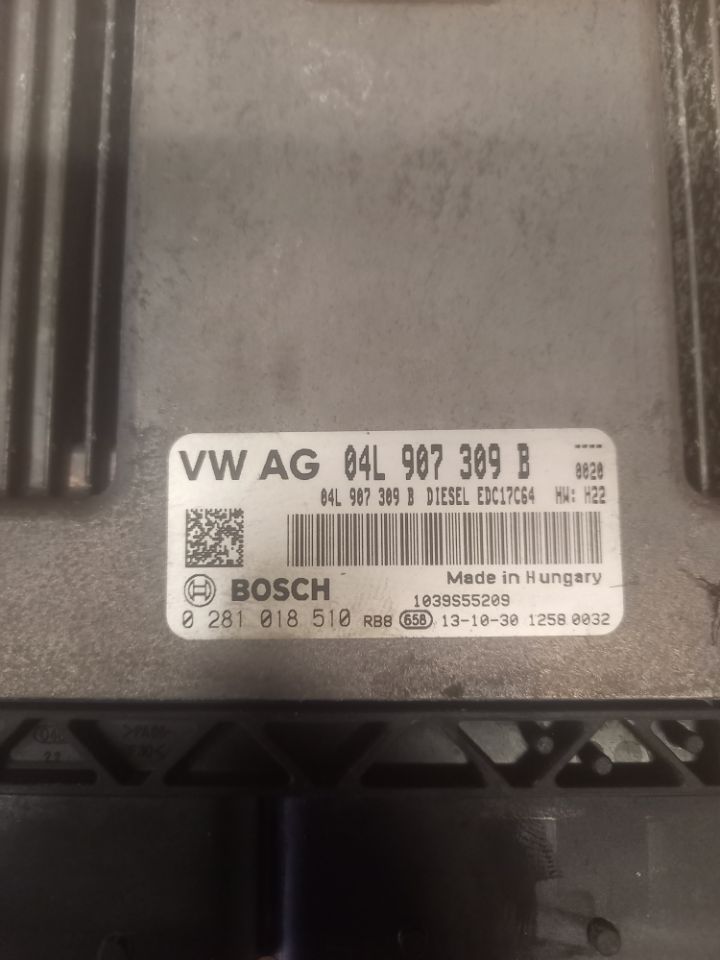 VW AG 04L 907 309 B ----
0020
04L 907 309 B DIESEL EDC17C64 HW: H22
Made in Hungary
BOSCH
1039S55209
0 281 018 510 RB8 658 13-10-30 1258 0032